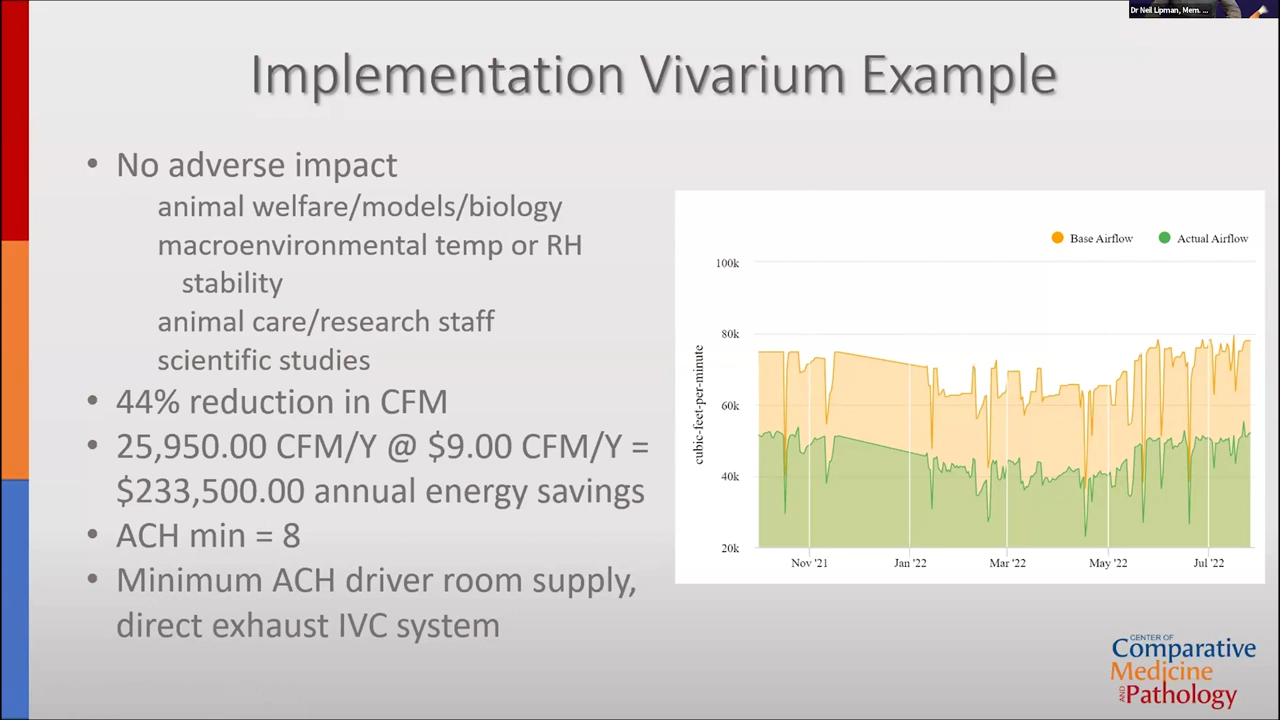 Dr Neil Lipman, Mem. ...
Implementation Vivarium Example
• No adverse impact
animal welfare/models/biology
macroenvironmental temp or RH
stability
animal care/research staff
scientific studies
• 44% reduction in CFM
• 25,950.00 CFM/Y @ $9.00 CFM/Y =
$233,500.00 annual energy savings
• ACH min = 8
• Minimum ACH driver room supply,
direct exhaust IVC system
Base Airflow
Actual Airflow
100k
80k
60k
40k
20k
cubic-feet-per-minute
Nov '21
Jan '22
Mar '22
May '22
Jul '22
CENTER OF
Comparative
Medicine
AND Pathology